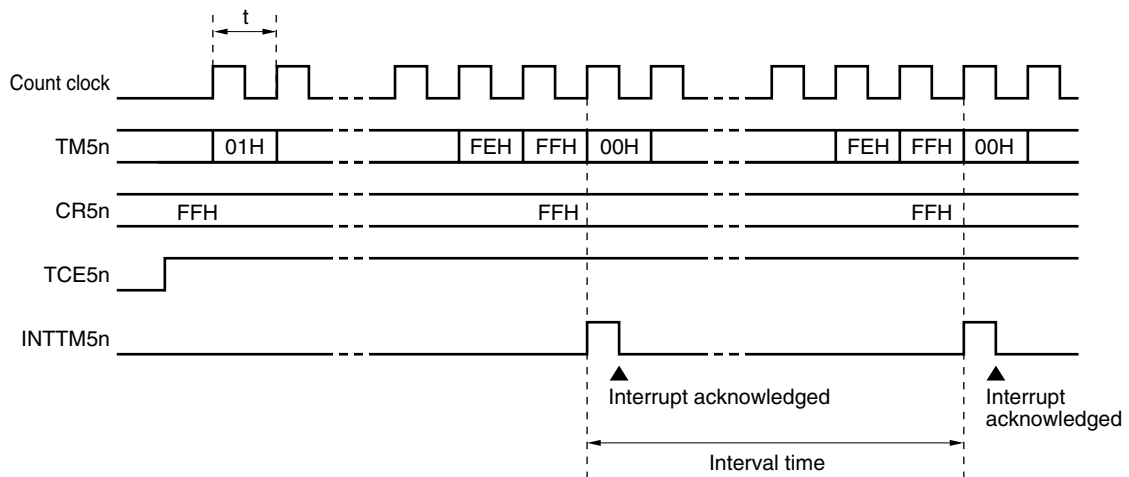 t
Count clock
TM5n 01H FEH FFH 00H FEH FFH 00H
CR5n FFH FFH FFH
TCE5n
INTTM5n
Interrupt acknowledged
Interrupt
acknowledged
Interval time